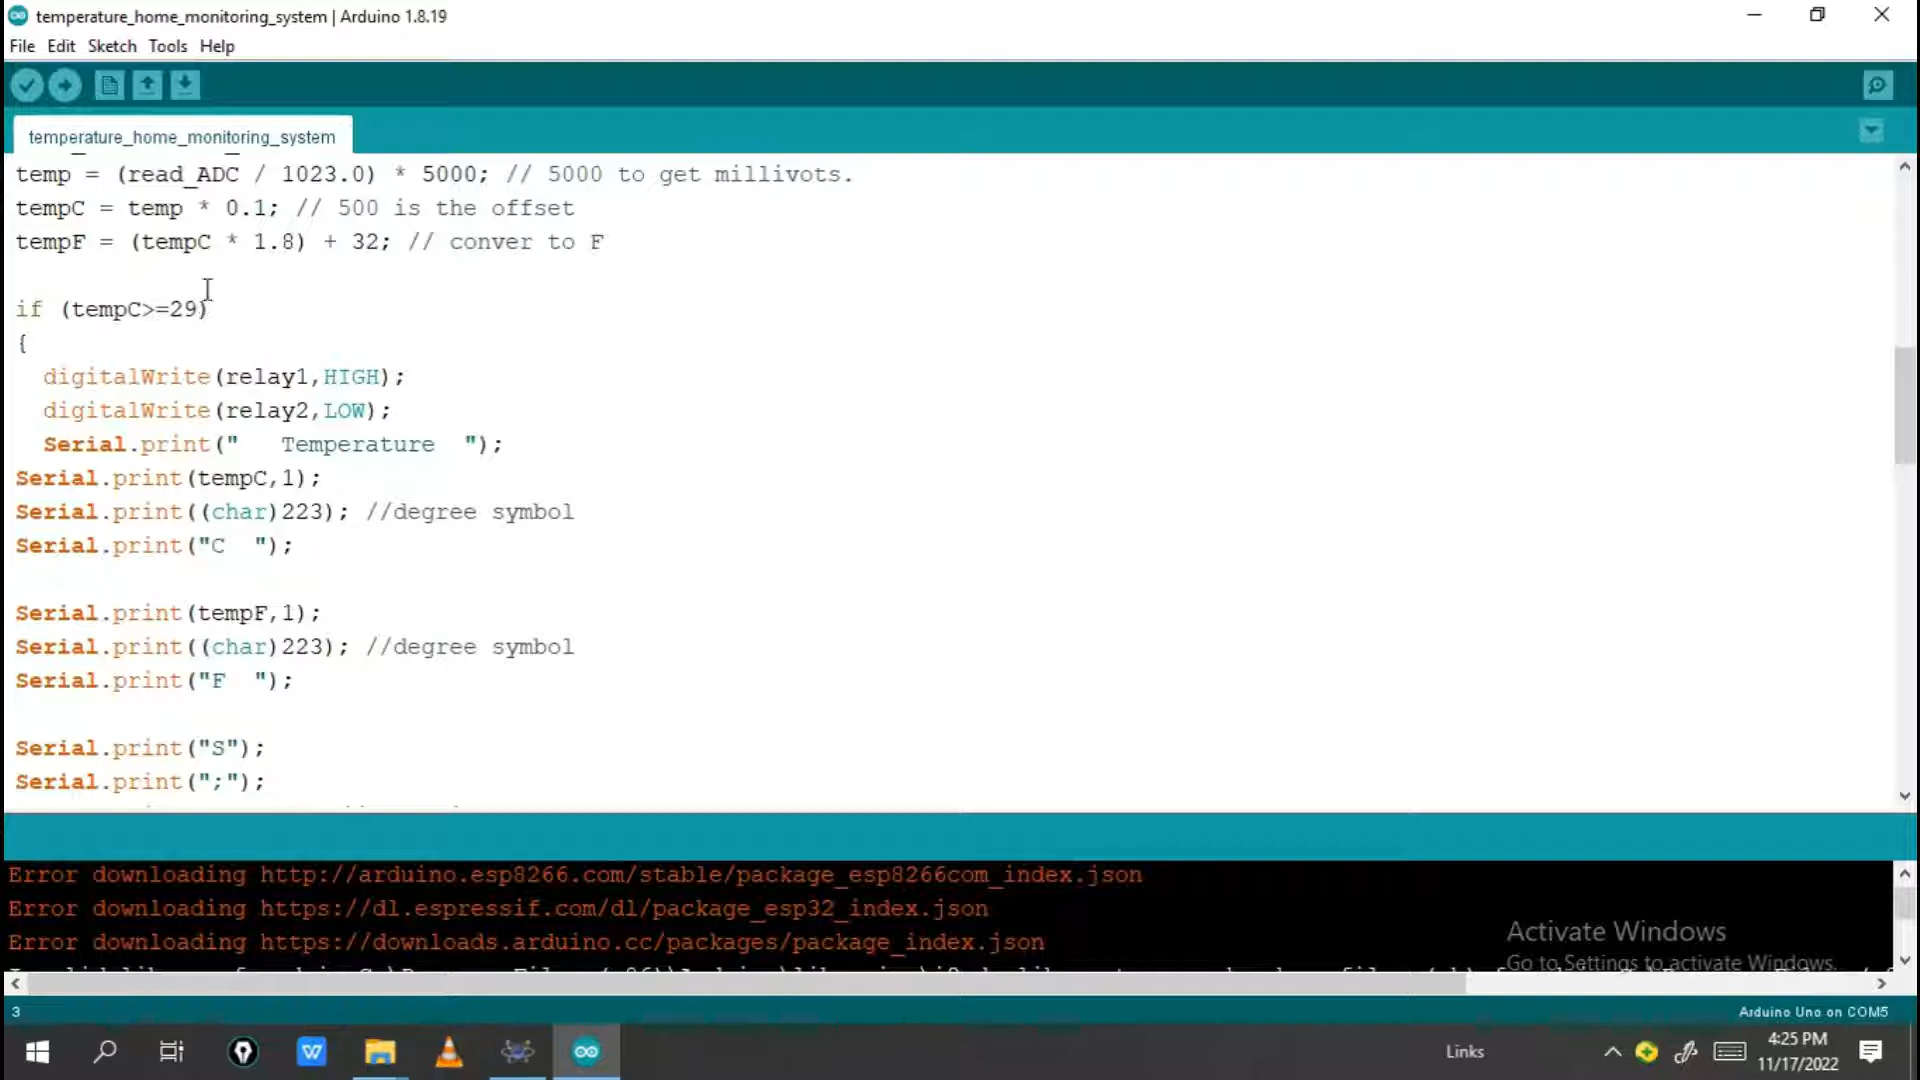 temperature_home_monitoring_system | Arduino 1.8.19
File Edit Sketch Tools Help
temperature_home_monitoring_system
temp = (read_ADC / 1023.0) * 5000; // 5000 to get millivots.
tempC = temp * 0.1; // 500 is the offset
tempF = (tempC * 1.8) + 32; // conver to F
if (tempC>=29)
{
digitalWrite(relay1,HIGH);
digitalWrite(relay2,LOW);
Serial.print("   Temperature  ");
Serial.print(tempC,1);
Serial.print((char)223); //degree symbol
Serial.print("C  ");
Serial.print(tempF,1);
Serial.print((char)223); //degree symbol
Serial.print("F  ");
Serial.print("S");
Serial.print(";");
Error downloading http://arduino.esp8266.com/stable/package_esp8266com_index.json
Error downloading https://dl.espressif.com/dl/package_esp32_index.json
Error downloading https://downloads.arduino.cc/packages/package_index.json
Activate Windows
Go to Settings to activate Windows.
3
Arduino Uno on COM5
Links
4:25 PM
11/17/2022